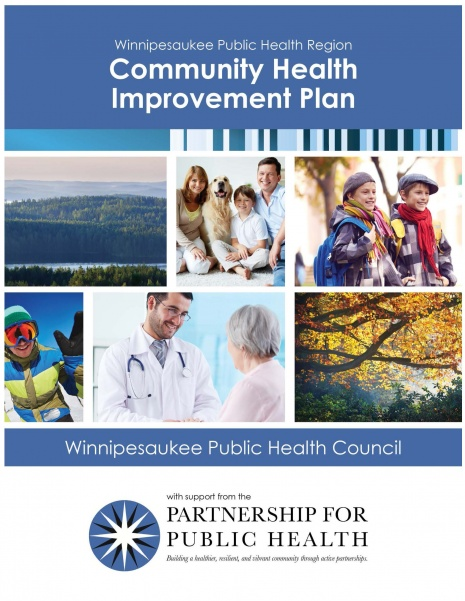 Winnipesaukee Public Health Region
Community Health
Improvement Plan
Winnipesaukee Public Health Council
with support from the
PARTNERSHIP FOR
PUBLIC HEALTH
Building a healthier, resilient, and vibrant community through active partnerships.